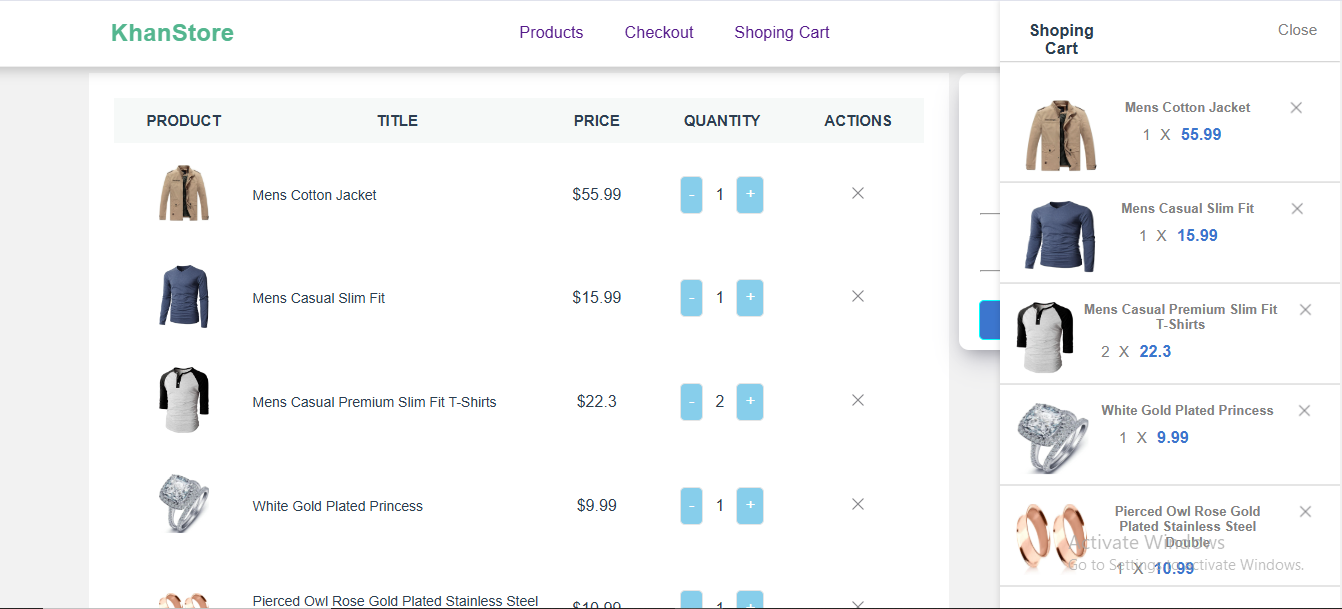 KhanStore
Products
Checkout
Shoping Cart
PRODUCT
TITLE
PRICE
QUANTITY
ACTIONS
Mens Cotton Jacket
$55.99
- 1 +
Mens Casual Slim Fit
$15.99
- 1 +
Mens Casual Premium Slim Fit T-Shirts
$22.3
- 2 +
White Gold Plated Princess
$9.99
- 1 +
Pierced Owl Rose Gold Plated Stainless Steel
$10.99
- 1 +
Shoping
Cart
Close
Mens Cotton Jacket
1 X 55.99
Mens Casual Slim Fit
1 X 15.99
Mens Casual Premium Slim Fit
T-Shirts
2 X 22.3
White Gold Plated Princess
1 X 9.99
Pierced Owl Rose Gold
Plated Stainless Steel
Double
1 X 10.99
Activate Windows
Go to Settings to activate Windows.